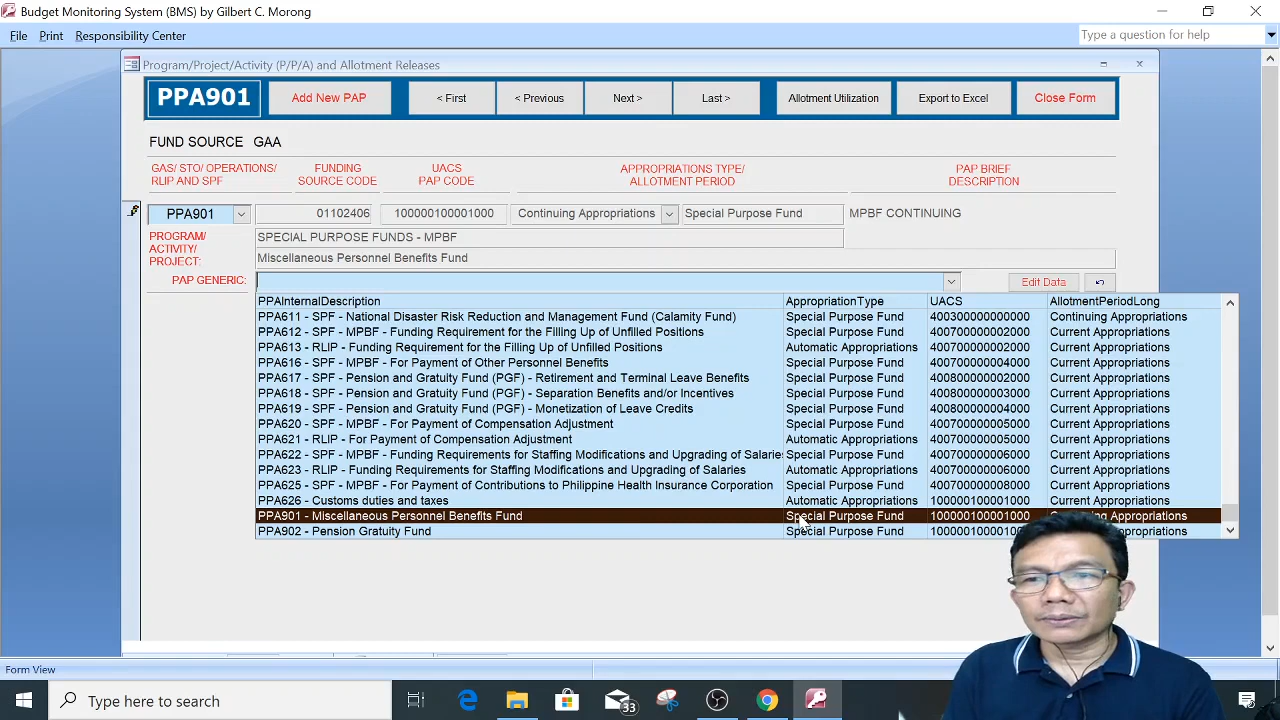 Budget Monitoring System (BMS) by Gilbert C. Morong
File Print Responsibility Center Type a question for help
Program/Project/Activity (P/P/A) and Allotment Releases
PPA901 Add New PAP < First < Previous Next > Last > Allotment Utilization Export to Excel Close Form
FUND SOURCE GAA
GAS/ STO/ OPERATIONS/ FUNDING UACS APPROPRIATIONS TYPE/ PAP BRIEF
RLIP AND SPF SOURCE CODE PAP CODE ALLOTMENT PERIOD DESCRIPTION
PPA901 01102406 100000100001000 Continuing Appropriations Special Purpose Fund MPBF CONTINUING
PROGRAM/ SPECIAL PURPOSE FUNDS - MPBF
ACTIVITY/
PROJECT: Miscellaneous Personnel Benefits Fund
PAP GENERIC: Edit Data
PPAInternalDescription AppropriationType UACS AllotmentPeriodLong
PPA611 - SPF - National Disaster Risk Reduction and Management Fund (Calamity Fund) Special Purpose Fund 400300000000000 Continuing Appropriations
PPA612 - SPF - MPBF - Funding Requirement for the Filling Up of Unfilled Positions Special Purpose Fund 400700000002000 Current Appropriations
PPA613 - RLIP - Funding Requirement for the Filling Up of Unfilled Positions Automatic Appropriations 400700000002000 Current Appropriations
PPA616 - SPF - MPBF - For Payment of Other Personnel Benefits Special Purpose Fund 400700000004000 Current Appropriations
PPA617 - SPF - Pension and Gratuity Fund (PGF) - Retirement and Terminal Leave Benefits Special Purpose Fund 400800000002000 Current Appropriations
PPA618 - SPF - Pension and Gratuity Fund (PGF) - Separation Benefits and/or Incentives Special Purpose Fund 400800000003000 Current Appropriations
PPA619 - SPF - Pension and Gratuity Fund (PGF) - Monetization of Leave Credits Special Purpose Fund 400800000004000 Current Appropriations
PPA620 - SPF - MPBF - For Payment of Compensation Adjustment Special Purpose Fund 400700000005000 Current Appropriations
PPA621 - RLIP - For Payment of Compensation Adjustment Automatic Appropriations 400700000005000 Current Appropriations
PPA622 - SPF - MPBF - Funding Requirements for Staffing Modifications and Upgrading of Salaries Special Purpose Fund 400700000006000 Current Appropriations
PPA623 - RLIP - Funding Requirements for Staffing Modifications and Upgrading of Salaries Automatic Appropriations 400700000006000 Current Appropriations
PPA625 - SPF - MPBF - For Payment of Contributions to Philippine Health Insurance Corporation Special Purpose Fund 400700000008000 Current Appropriations
PPA626 - Customs duties and taxes Automatic Appropriations 100000100001000 Current Appropriations
PPA901 - Miscellaneous Personnel Benefits Fund Special Purpose Fund 100000100001000 Appropriations
PPA902 - Pension Gratuity Fund Special Purpose Fund Appropriations
Form View
Type here to search 33